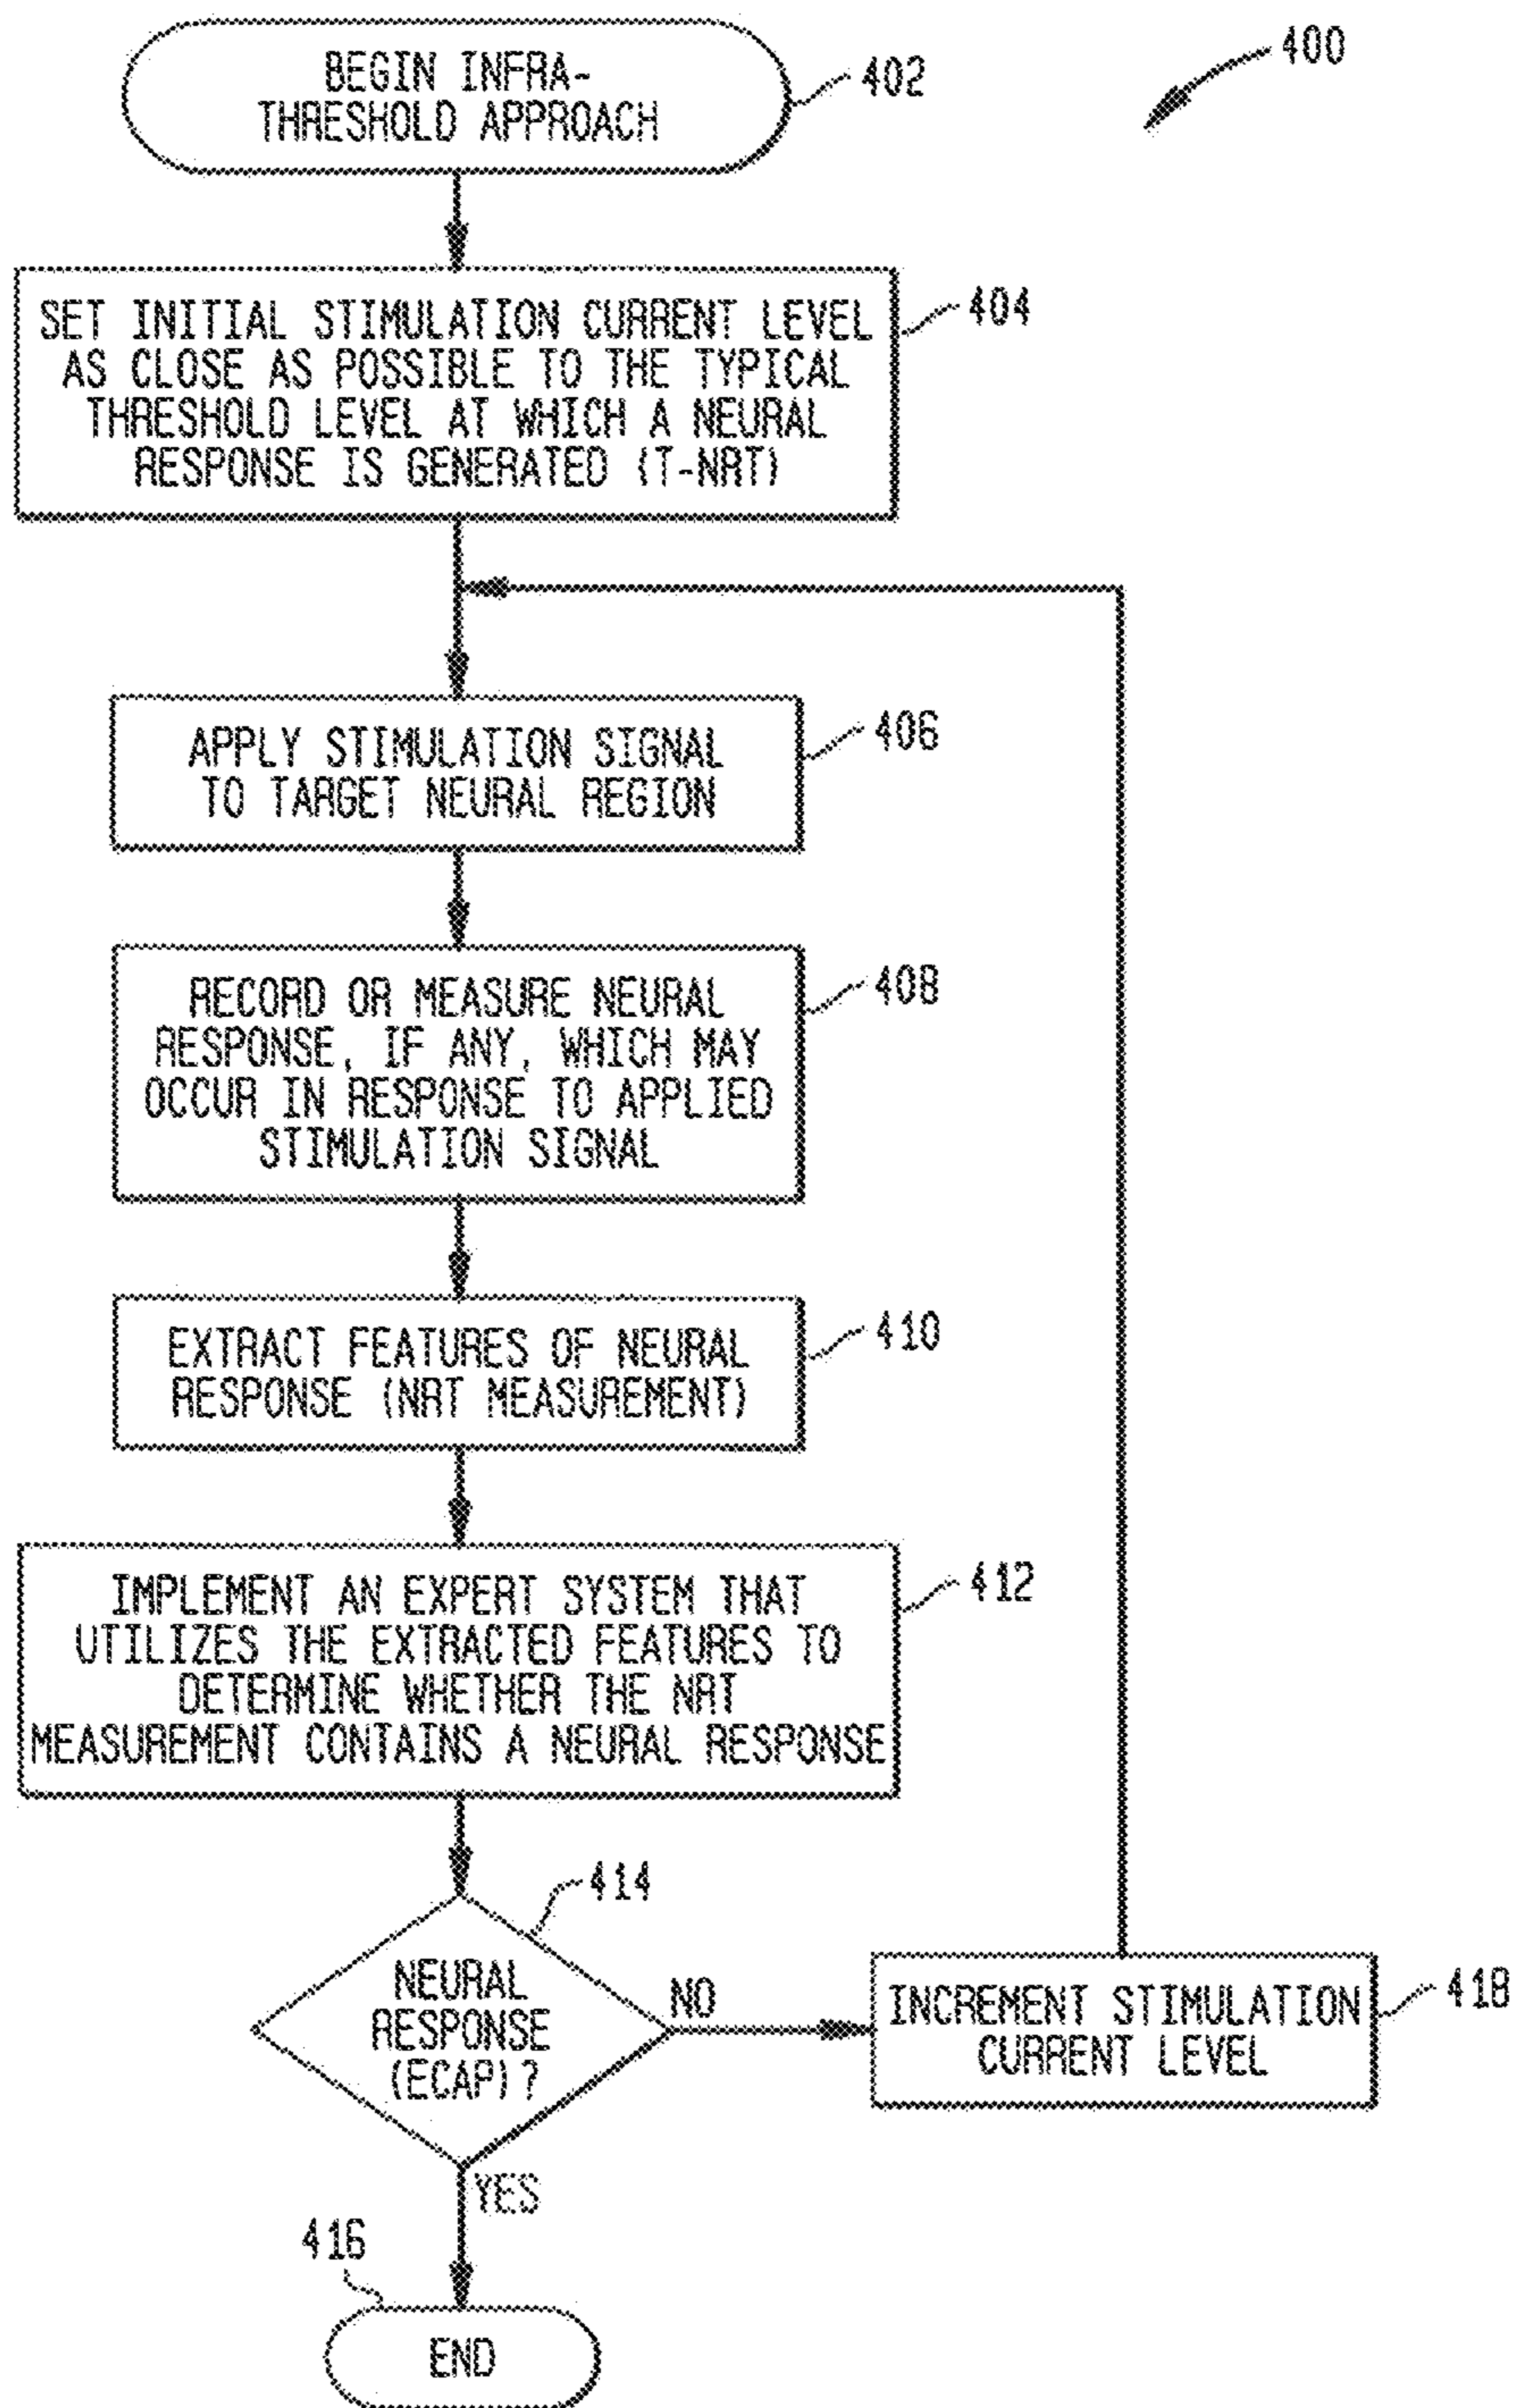 400
BEGIN INFRA-
THRESHOLD APPROACH
402
SET INITIAL STIMULATION CURRENT LEVEL
AS CLOSE AS POSSIBLE TO THE TYPICAL
THRESHOLD LEVEL AT WHICH A NEURAL
RESPONSE IS GENERATED (T-NRT)
404
APPLY STIMULATION SIGNAL
TO TARGET NEURAL REGION
406
RECORD OR MEASURE NEURAL
RESPONSE, IF ANY, WHICH MAY
OCCUR IN RESPONSE TO APPLIED
STIMULATION SIGNAL
408
EXTRACT FEATURES OF NEURAL
RESPONSE (NRT MEASUREMENT)
410
IMPLEMENT AN EXPERT SYSTEM THAT
UTILIZES THE EXTRACTED FEATURES TO
DETERMINE WHETHER THE NRT
MEASUREMENT CONTAINS A NEURAL RESPONSE
412
414
NEURAL
RESPONSE
(ECAP)?
NO
INCREMENT STIMULATION
CURRENT LEVEL
418
YES
416
END